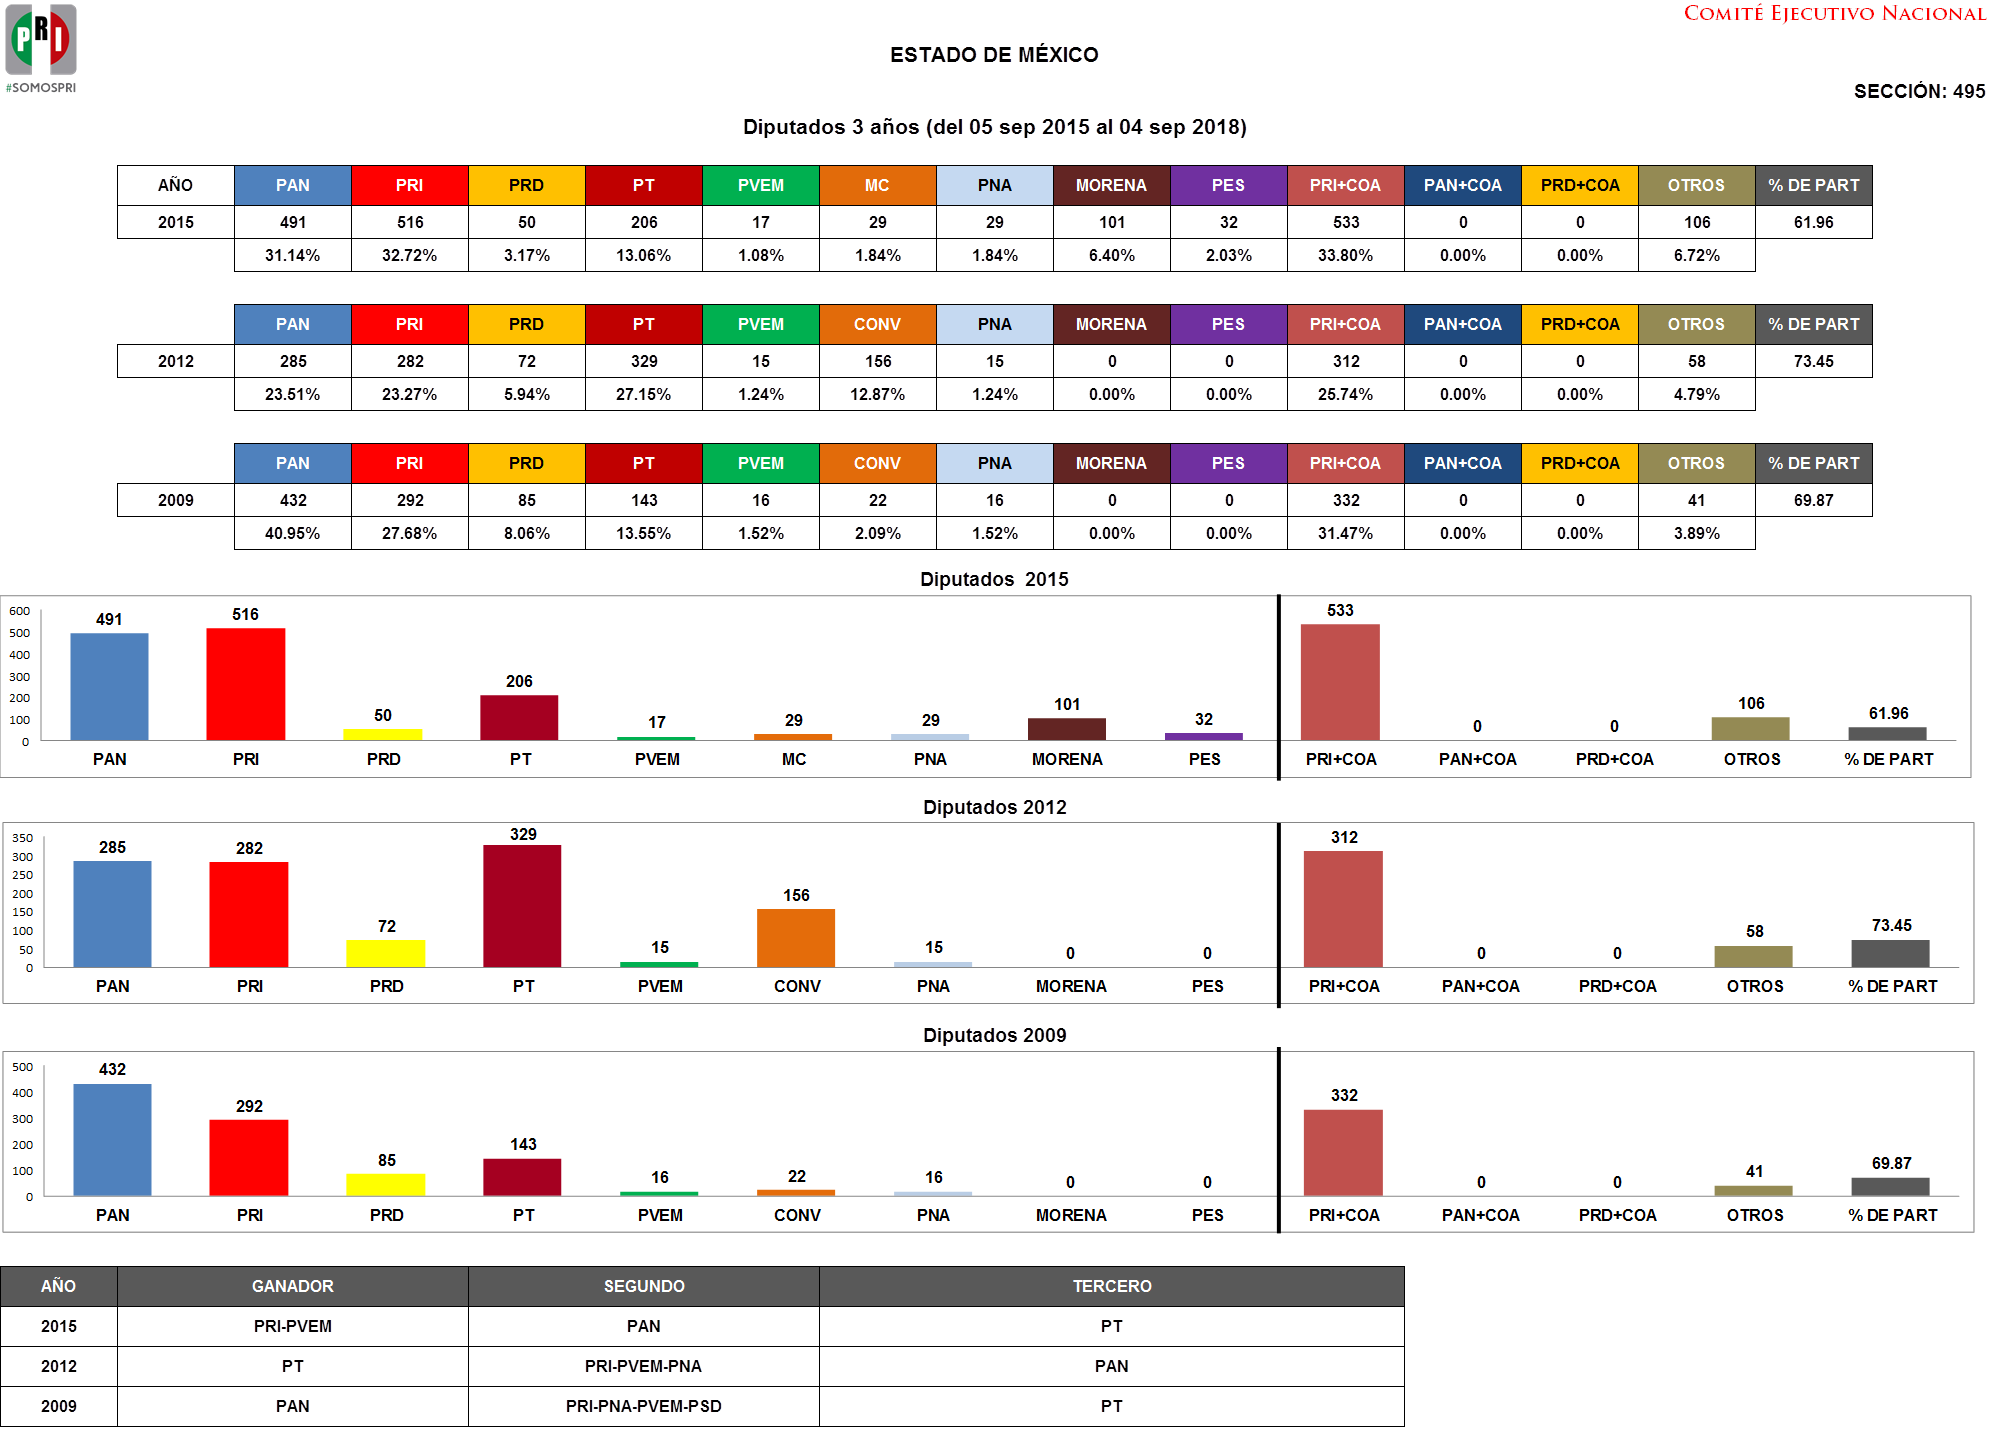 PRI
#SOMOSPRI
COMITÉ EJECUTIVO NACIONAL
ESTADO DE MÉXICO
SECCIÓN: 495
Diputados 3 años (del 05 sep 2015 al 04 sep 2018)
AÑO PAN PRI PRD PT PVEM MC PNA MORENA PES PRI+COA PAN+COA PRD+COA OTROS % DE PART
2015 491 516 50 206 17 29 29 101 32 533 0 0 106 61.96
31.14% 32.72% 3.17% 13.06% 1.08% 1.84% 1.84% 6.40% 2.03% 33.80% 0.00% 0.00% 6.72%
PAN PRI PRD PT PVEM CONV PNA MORENA PES PRI+COA PAN+COA PRD+COA OTROS % DE PART
2012 285 282 72 329 15 156 15 0 0 312 0 0 58 73.45
23.51% 23.27% 5.94% 27.15% 1.24% 12.87% 1.24% 0.00% 0.00% 25.74% 0.00% 0.00% 4.79%
PAN PRI PRD PT PVEM CONV PNA MORENA PES PRI+COA PAN+COA PRD+COA OTROS % DE PART
2009 432 292 85 143 16 22 16 0 0 332 0 0 41 69.87
40.95% 27.68% 8.06% 13.55% 1.52% 2.09% 1.52% 0.00% 0.00% 31.47% 0.00% 0.00% 3.89%
Diputados 2015
600
500
400
300
200
100
0
491 516 50 206 17 29 29 101 32 533 0 0 106 61.96
PAN PRI PRD PT PVEM MC PNA MORENA PES PRI+COA PAN+COA PRD+COA OTROS % DE PART
Diputados 2012
350
300
250
200
150
100
50
0
285 282 72 329 15 156 15 0 0 312 0 0 58 73.45
PAN PRI PRD PT PVEM CONV PNA MORENA PES PRI+COA PAN+COA PRD+COA OTROS % DE PART
Diputados 2009
500
400
300
200
100
0
432 292 85 143 16 22 16 0 0 332 0 0 41 69.87
PAN PRI PRD PT PVEM CONV PNA MORENA PES PRI+COA PAN+COA PRD+COA OTROS % DE PART
AÑO GANADOR SEGUNDO TERCERO
2015 PRI-PVEM PAN PT
2012 PT PRI-PVEM-PNA PAN
2009 PAN PRI-PNA-PVEM-PSD PT